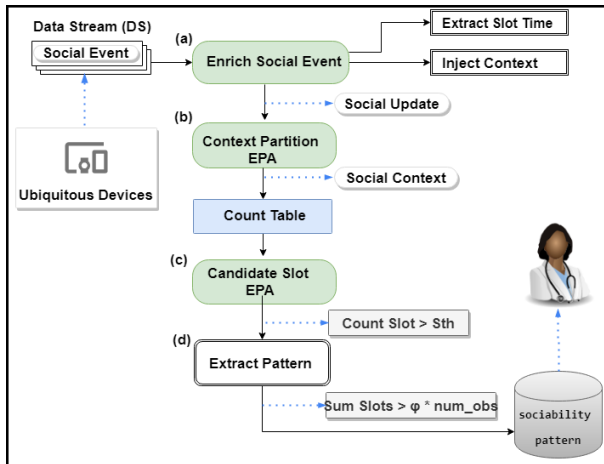 Data Stream (DS)
Social Event
(a)
Enrich Social Event
Extract Slot Time
Inject Context
Social Update
Ubiquitous Devices
(b)
Context Partition
EPA
Social Context
Count Table
(c)
Candidate Slot
EPA
Count Slot > Sth
(d)
Extract Pattern
Sum Slots > φ * num_obs
sociability
pattern